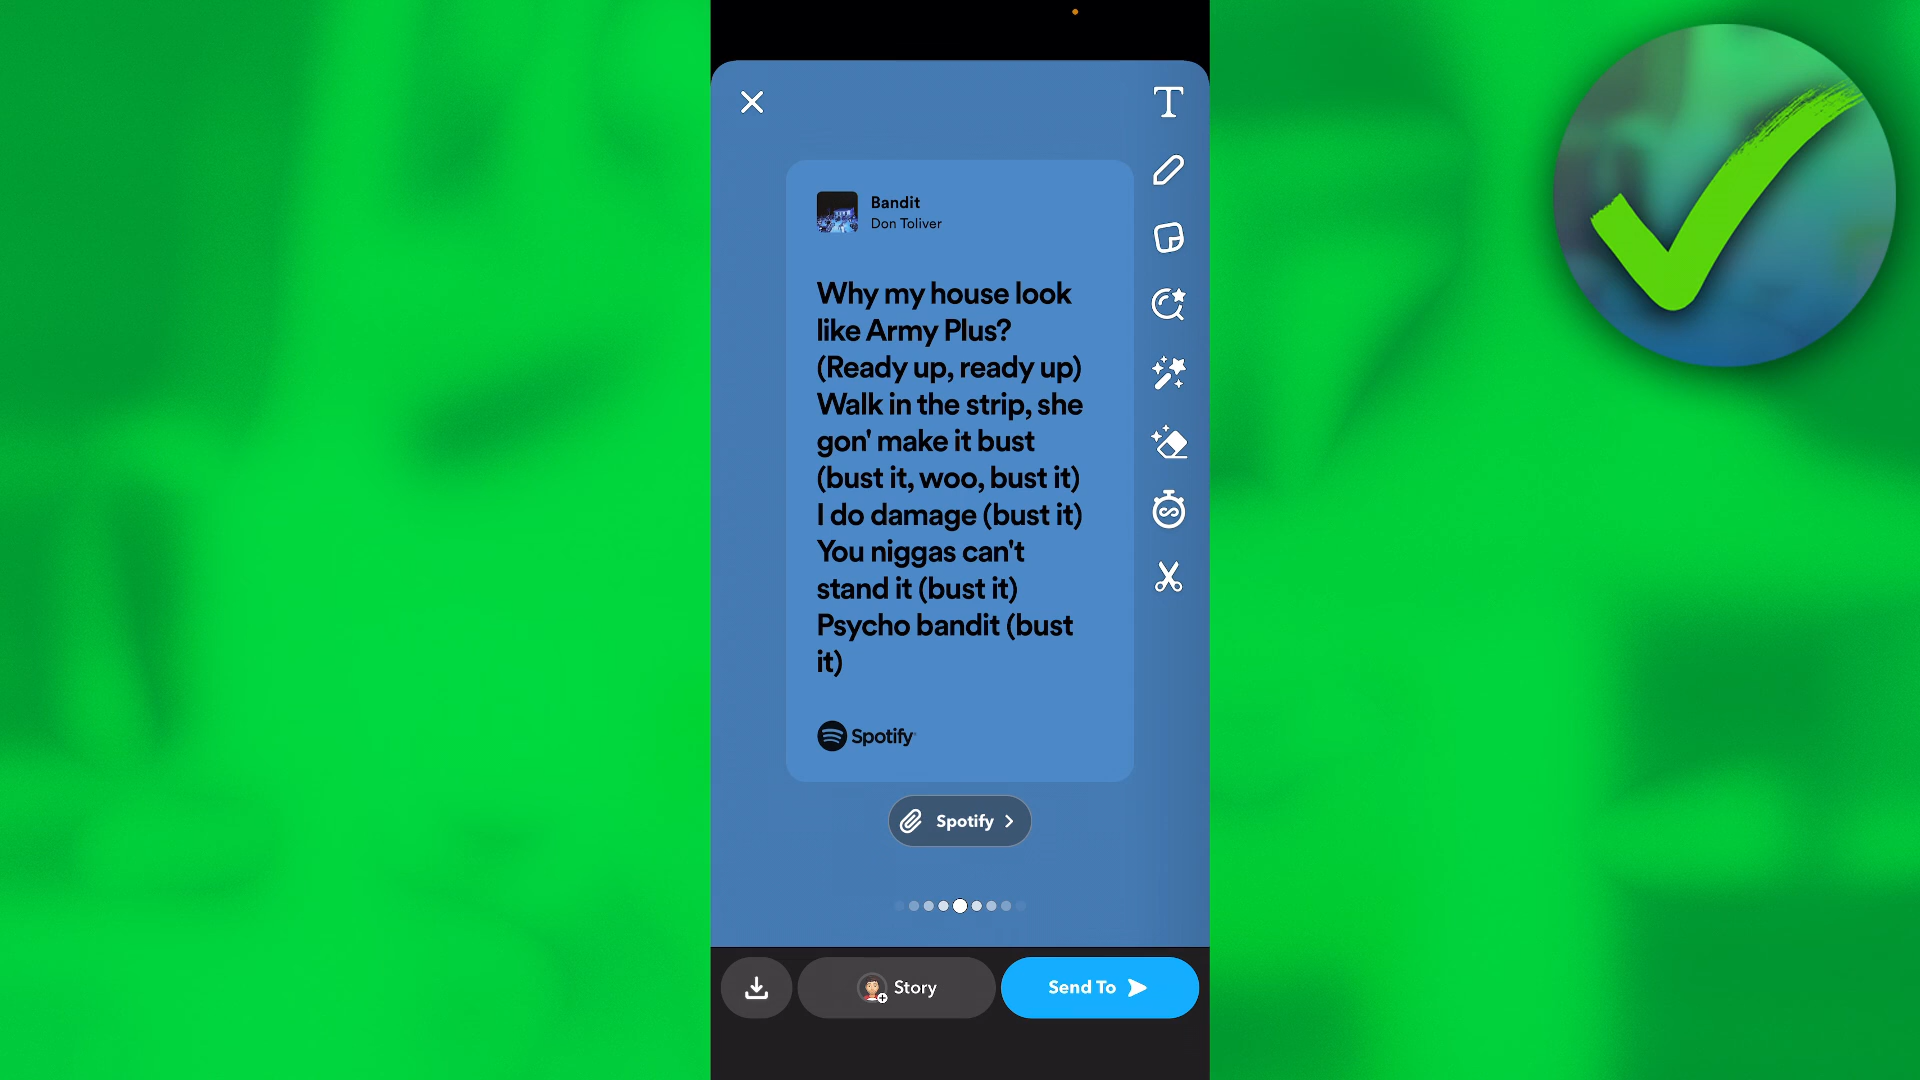 T
Bandit
Don Toliver
Why my house look
like Army Plus?
(Ready up, ready up)
Walk in the strip, she
gon' make it bust
(bust it, woo, bust it)
I do damage (bust it)
You niggas can't
stand it (bust it)
Psycho bandit (bust
it)
Spotify
Spotify
Story
Send To